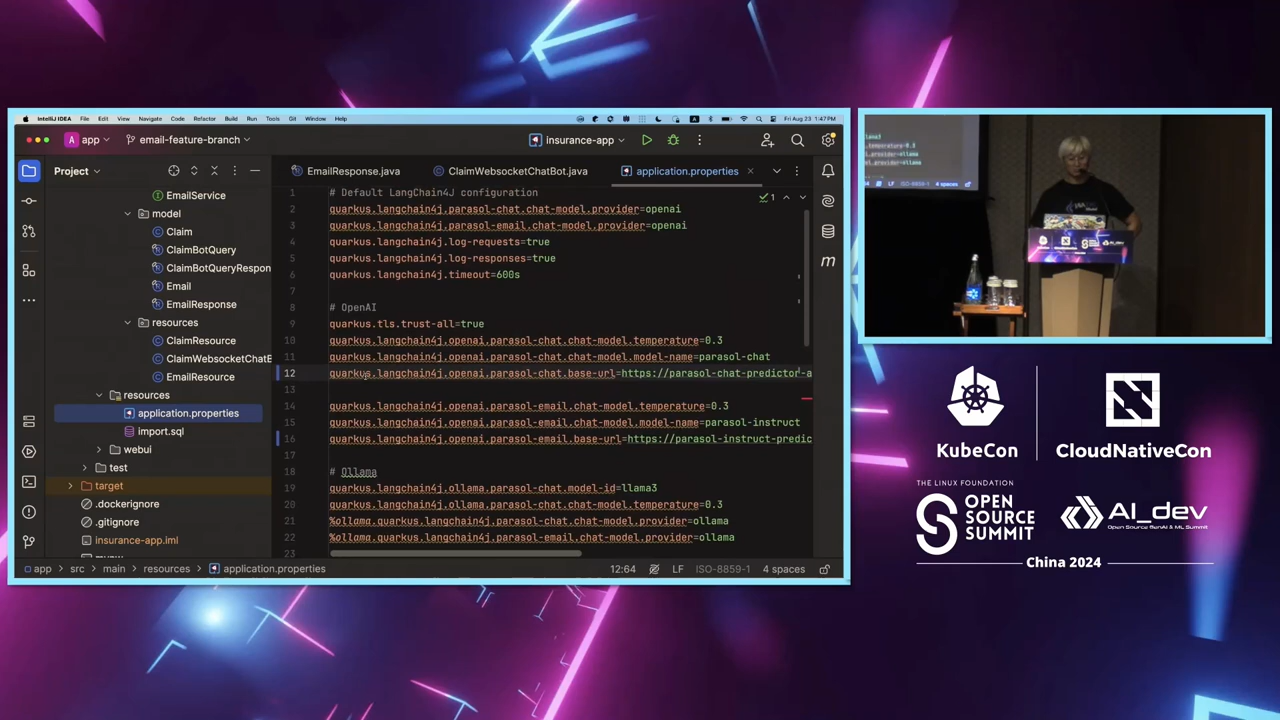 IntelliJ IDEA File Edit View Navigate Code Refactor Build Run Tools Git Window Help
Fri Aug 23 1:47PM
A app
email-feature-branch
insurance-app
Project
EmailResponse.java
ClaimWebsocketChatBot.java
application.properties
EmailService
model
Claim
ClaimBotQuery
ClaimBotQueryRespon
Email
EmailResponse
resources
ClaimResource
ClaimWebsocketChatB
EmailResource
resources
application.properties
import.sql
webui
test
target
.dockerignore
.gitignore
insurance-app.iml
1 # Default LangChain4J configuration
2 quarkus.langchain4j.parasol-chat.chat-model.provider=openai
3 quarkus.langchain4j.parasol-email.chat-model.provider=openai
4 quarkus.langchain4j.log-requests=true
5 quarkus.langchain4j.log-responses=true
6 quarkus.langchain4j.timeout=600s
7
8 # OpenAI
9 quarkus.tls.trust-all=true
10 quarkus.langchain4j.openai.parasol-chat.chat-model.temperature=0.3
11 quarkus.langchain4j.openai.parasol-chat.chat-model.model-name=parasol-chat
12 quarkus.langchain4j.openai.parasol-chat.base-url=https://parasol-chat-predictor-a
13
14 quarkus.langchain4j.openai.parasol-email.chat-model.temperature=0.3
15 quarkus.langchain4j.openai.parasol-email.chat-model.model-name=parasol-instruct
16 quarkus.langchain4j.openai.parasol-email.base-url=https://parasol-instruct-predic
17
18 # Ollama
19 quarkus.langchain4j.ollama.parasol-chat.model-id=llama3
20 quarkus.langchain4j.ollama.parasol-chat.chat-model.temperature=0.3
21 %ollama.quarkus.langchain4j.parasol-chat.chat-model.provider=ollama
22 %ollama.quarkus.langchain4j.parasol-email.chat-model.provider=ollama
23
1
m
app > src > main > resources > application.properties
12:64 LF ISO-8859-1 4 spaces
KubeCon
CloudNativeCon
THE LINUX FOUNDATION
OPEN
SOURCE
SUMMIT
AI_dev
Open Source GenAI & ML Summit
China 2024